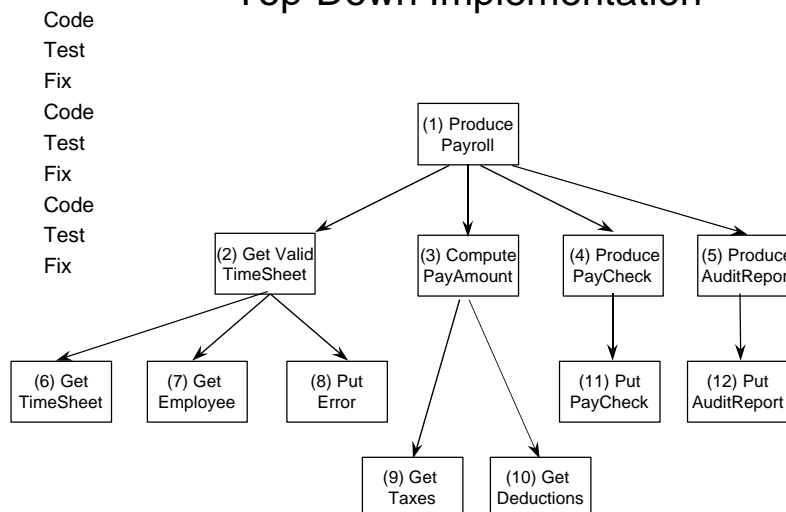 Top Down Implementation
Code
Test
Fix
Code
Test
Fix
Code
Test
Fix
(1) Produce
Payroll
(2) Get Valid
TimeSheet
(3) Compute
PayAmount
(4) Produce
PayCheck
(5) Produce
AuditRepor
(6) Get
TimeSheet
(7) Get
Employee
(8) Put
Error
(11) Put
PayCheck
(12) Put
AuditReport
(9) Get
Taxes
(10) Get
Deductions